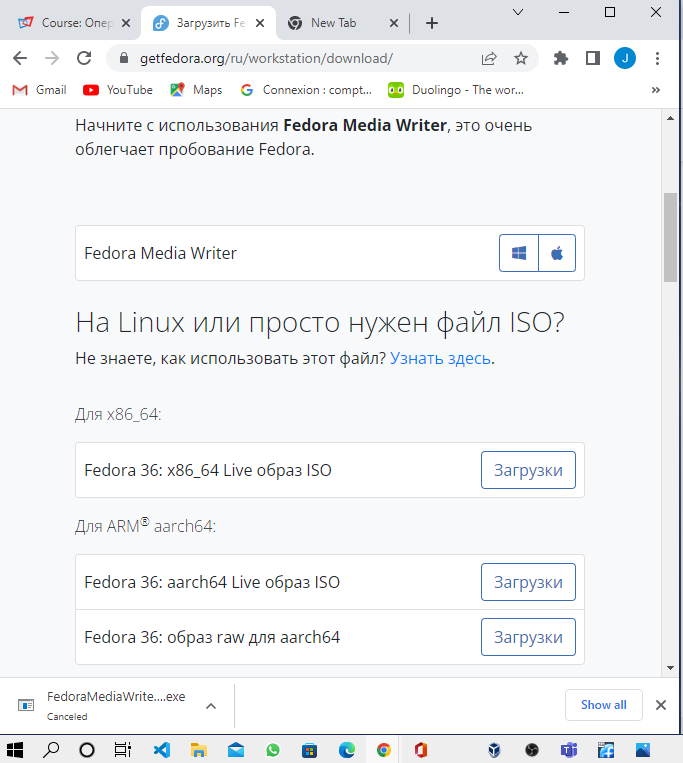 Course: Опер
Загрузить Fe
New Tab
getfedora.org/ru/workstation/download/
J
Gmail
YouTube
Maps
Connexion : compt...
Duolingo - The wor...
»
Начните с использования Fedora Media Writer, это очень
облегчает пробование Fedora.
Fedora Media Writer
На Linux или просто нужен файл ISO?
Не знаете, как использовать этот файл? Узнать здесь.
Для x86_64:
Fedora 36: x86_64 Live образ ISO
Загрузки
Для ARM® aarch64:
Fedora 36: aarch64 Live образ ISO
Загрузки
Fedora 36: образ raw для aarch64
Загрузки
FedoraMediaWrite....exe
Canceled
Show all